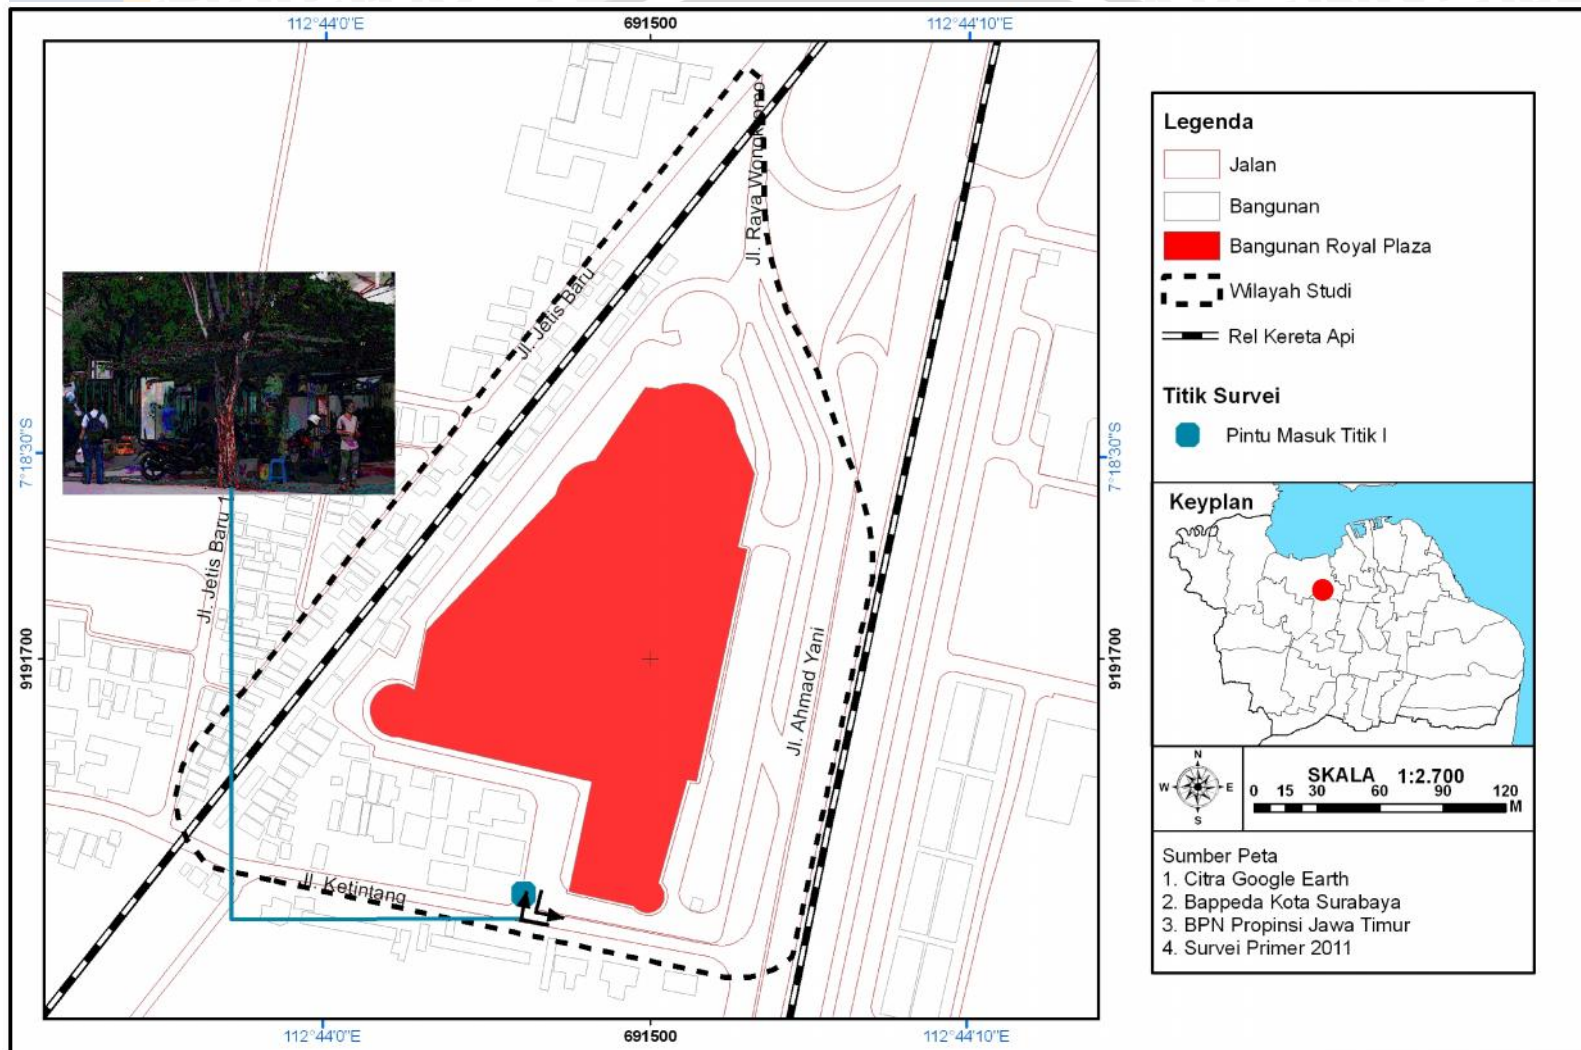 112°44'0"E
691500
112°44'10"E
7°18'30"S
9191700
Jl. Raya Wonokromo
Jl. Jetis Baru
Jl. Jetis Baru 1
Jl. Ahmad Yani
Jl. Ketintang
7°18'30"S
9191700
112°44'0"E
691500
112°44'10"E
Legenda
Jalan
Bangunan
Bangunan Royal Plaza
Wilayah Studi
Rel Kereta Api
Titik Survei
Pintu Masuk Titik I
Keyplan
N
W
E
S
SKALA 1:2.700
0 15 30 60 90 120
M
Sumber Peta
1. Citra Google Earth
2. Bappeda Kota Surabaya
3. BPN Propinsi Jawa Timur
4. Survei Primer 2011